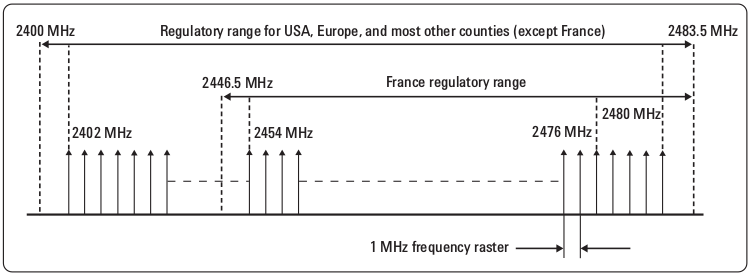 2400 MHz
Regulatory range for USA, Europe, and most other counties (except France)
2483.5 MHz
2446.5 MHz
France regulatory range
2402 MHz
2454 MHz
2476 MHz
2480 MHz
1 MHz frequency raster